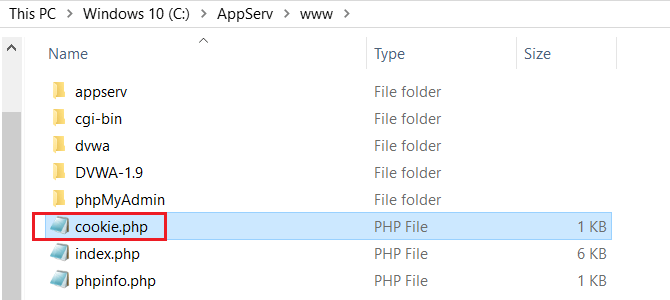 This PC > Windows 10 (C:) > AppServ > www >
Name Type Size
appserv File folder
cgi-bin File folder
dvwa File folder
DVWA-1.9 File folder
phpMyAdmin File folder
cookie.php PHP File 1 KB
index.php PHP File 6 KB
phpinfo.php PHP File 1 KB